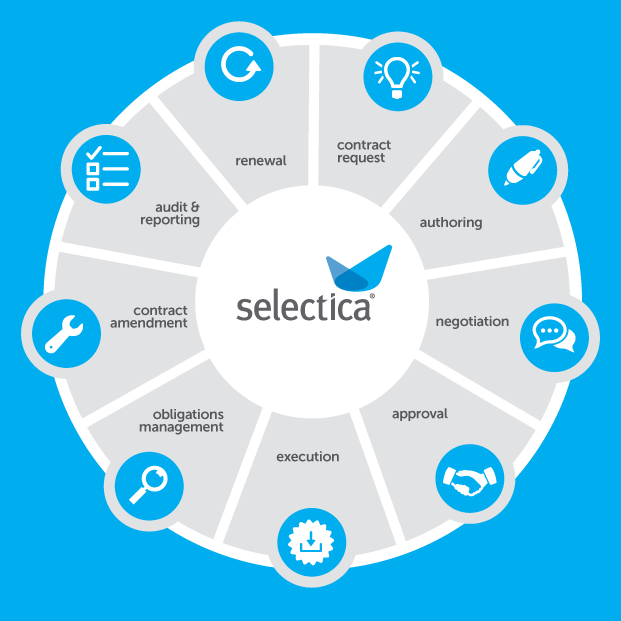 contract
request
authoring
negotiation
approval
execution
obligations
management
contract
amendment
audit &
reporting
renewal
selectica®